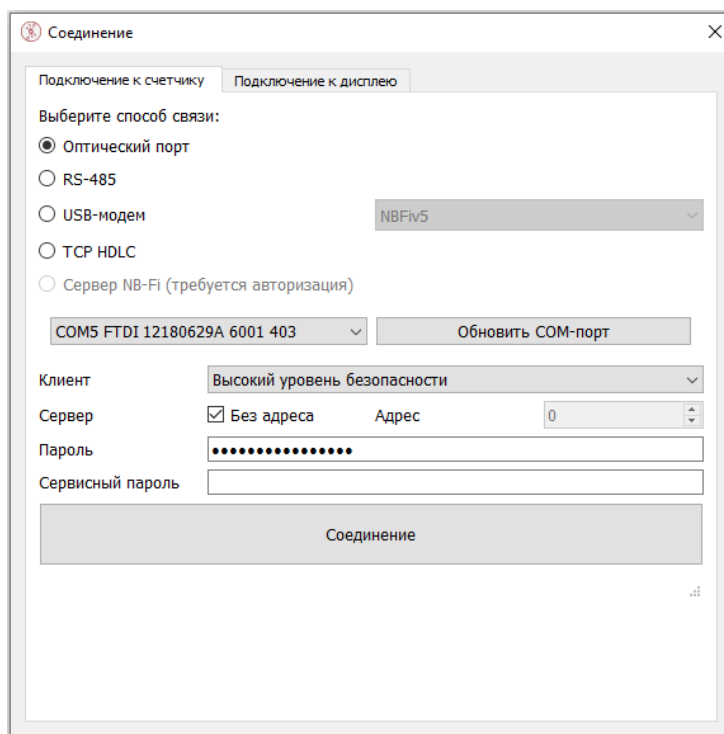 Соединение
Подключение к счетчику Подключение к дисплею
Выберите способ связи:
Оптический порт
RS-485
USB-модем NBFiv5
TCP HDLC
Сервер NB-Fi (требуется авторизация)
COM5 FTDI 12180629A 6001 403 Обновить COM-порт
Клиент Высокий уровень безопасности
Сервер Без адреса Адрес 0
Пароль ••••••••••••••••
Сервисный пароль
Соединение